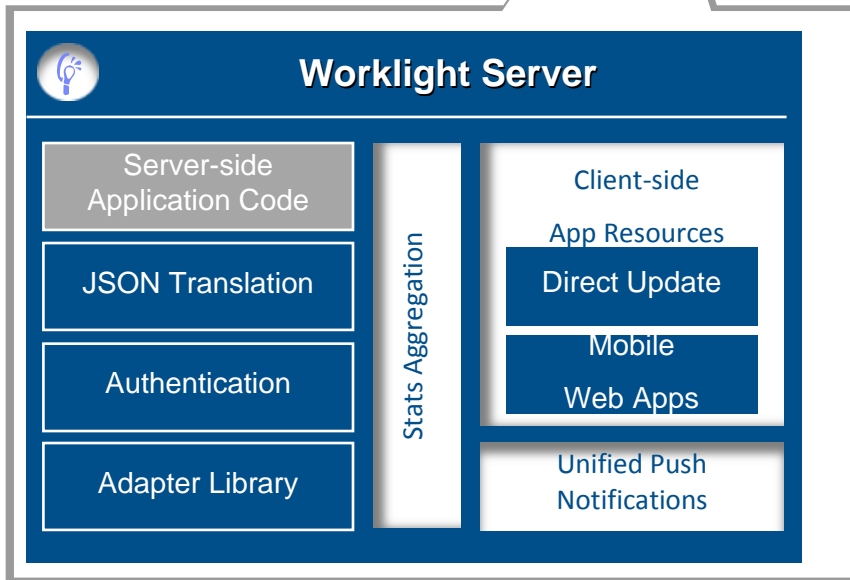 Worklight Server
Server-side
Application Code
JSON Translation
Authentication
Adapter Library
Stats Aggregation
Client-side
App Resources
Direct Update
Mobile
Web Apps
Unified Push
Notifications